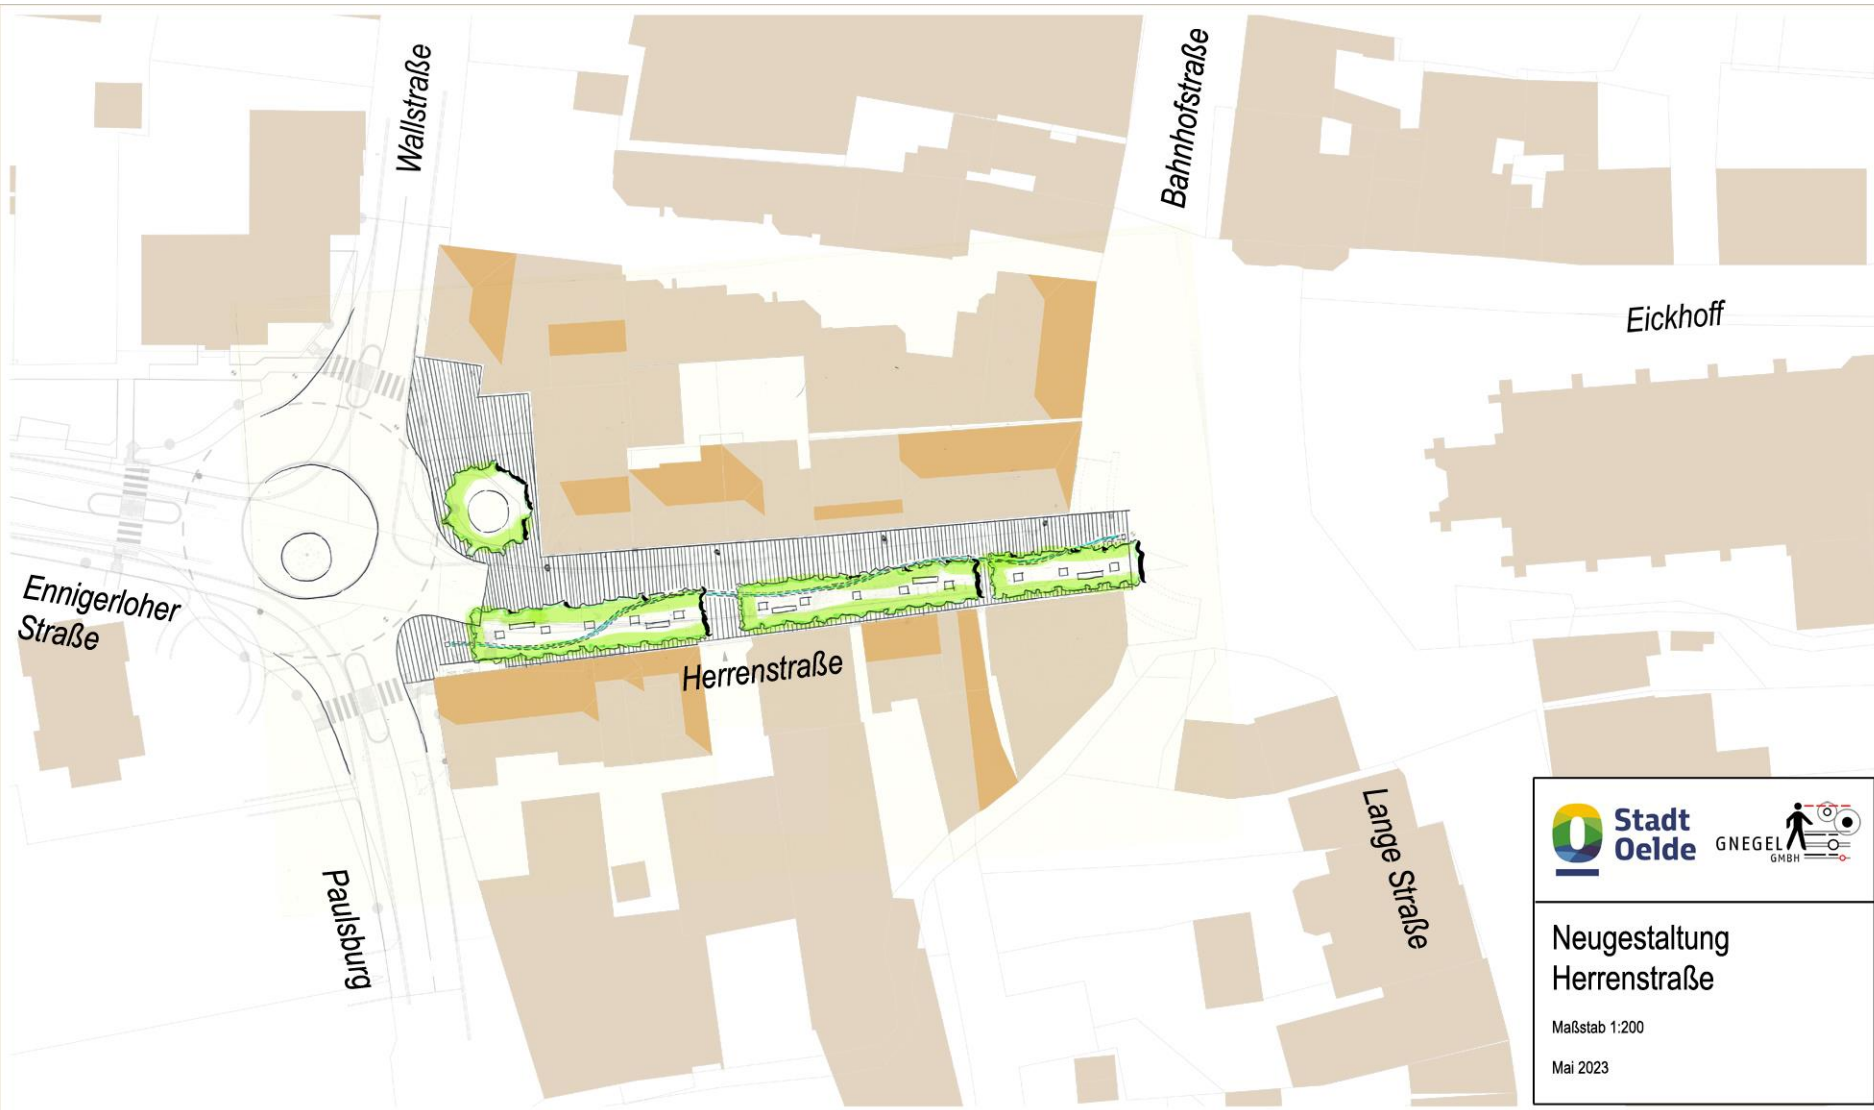 Wallstraße
Bahnhofstraße
Eickhoff
Ennigerloher
Straße
Herrenstraße
Lange Straße
Paulsburg
Stadt
Oelde
GNEGEL
GMBH
Neugestaltung
Herrenstraße
Maßstab 1:200
Mai 2023